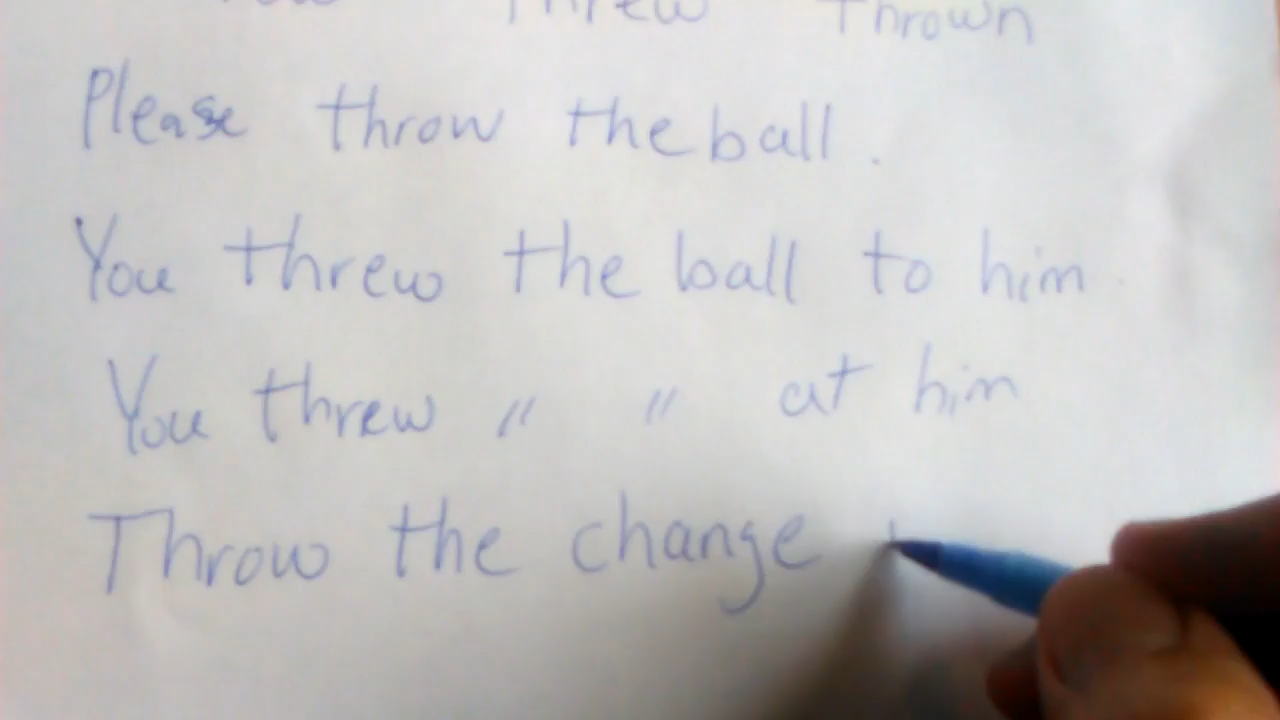 Threw Thrown
Please throw the ball.
You threw the ball to him.
You threw " " at him
Throw the change